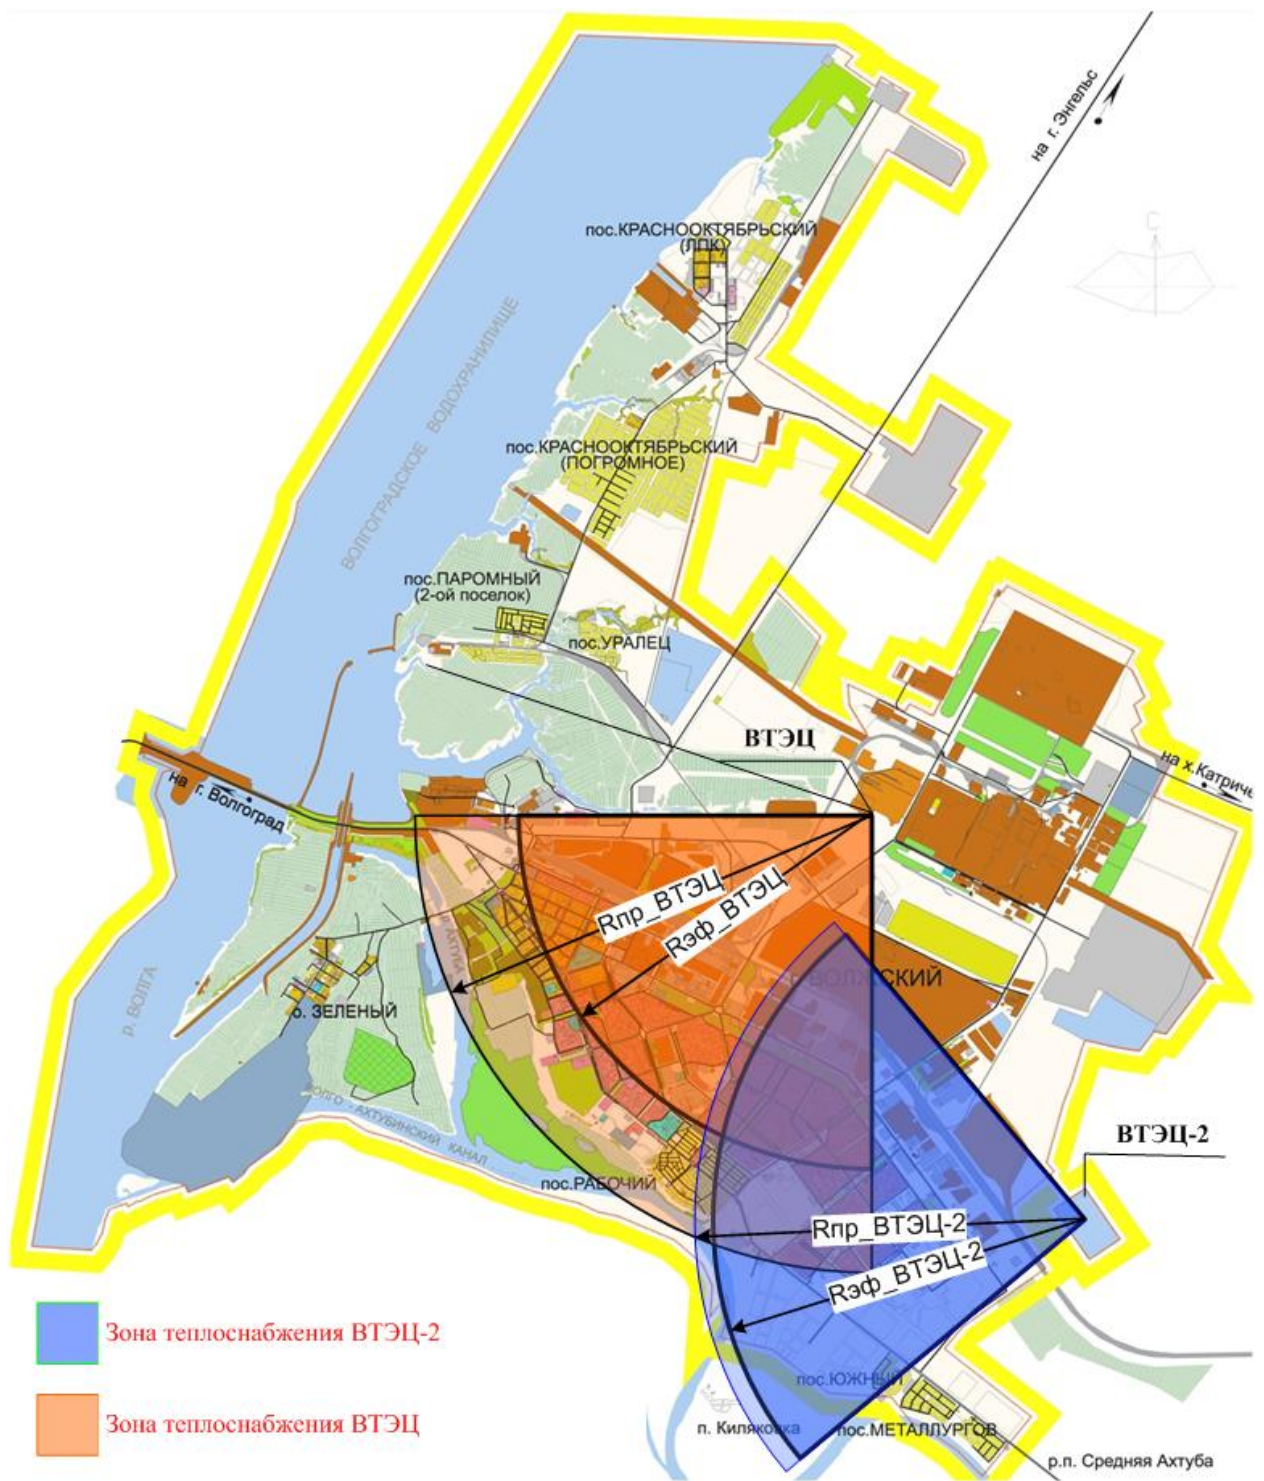 на г. Энгельс
С
пос.КРАСНООКТЯБРЬСКИЙ
(ЛПК)
ВОЛГОГРАДСКОЕ ВОДОХРАНИЛИЩЕ
пос.КРАСНООКТЯБРЬСКИЙ
(ПОГРОМНОЕ)
пос.ПАРОМНЫЙ
(2-ой поселок)
пос.УРАЛЕЦ
ВТЭЦ
на х.Катриче
на г. Волгоград
Rпр_ВТЭЦ
Rэф_ВТЭЦ
АХТУБА
ВОЛЖСКИЙ
р. ВОЛГА
о. ЗЕЛЕНЫЙ
ВОЛГО - АХТУБИНСКИЙ КАНАЛ
ВТЭЦ-2
пос.РАБОЧИЙ
Rпр_ВТЭЦ-2
Rэф_ВТЭЦ-2
Зона теплоснабжения ВТЭЦ-2
пос.ЮЖНЫЙ
Зона теплоснабжения ВТЭЦ
п. Киляковка
пос.МЕТАЛЛУРГОВ
р.п. Средняя Ахтуба